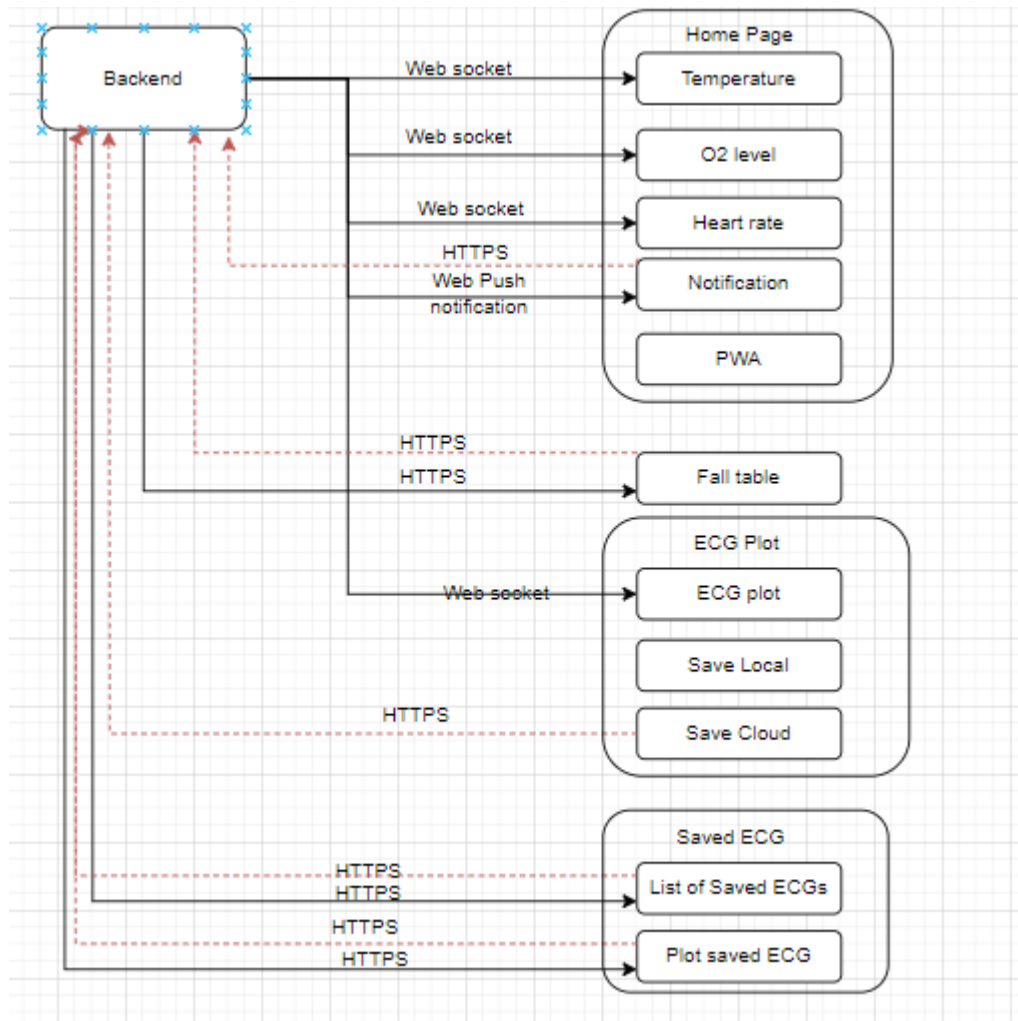 Home Page
Backend
Web socket
Temperature
Web socket
O2 level
Web socket
Heart rate
HTTPS
Web Push
notification
Notification
PWA
HTTPS
HTTPS
Fall table
ECG Plot
Web socket
ECG plot
Save Local
HTTPS
Save Cloud
Saved ECG
HTTPS
HTTPS
List of Saved ECGs
HTTPS
HTTPS
Plot saved ECG